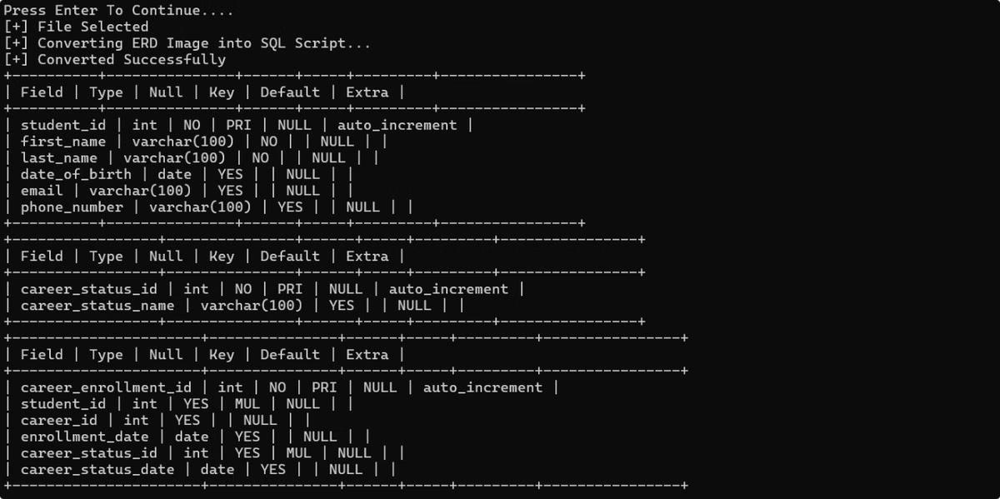 Press Enter To Continue....
[+] File Selected
[+] Converting ERD Image into SQL Script...
[+] Converted Successfully
+----------+---------------+------+-----+---------+----------------+
| Field | Type | Null | Key | Default | Extra |
+----------+---------------+------+-----+---------+----------------+
| student_id | int | NO | PRI | NULL | auto_increment |
| first_name | varchar(100) | NO | | NULL | |
| last_name | varchar(100) | NO | | NULL | |
| date_of_birth | date | YES | | NULL | |
| email | varchar(100) | YES | | NULL | |
| phone_number | varchar(100) | YES | | NULL | |
+----------+---------------+------+-----+---------+----------------+
+-----------------+---------------+------+-----+---------+----------------+
| Field | Type | Null | Key | Default | Extra |
+-----------------+---------------+------+-----+---------+----------------+
| career_status_id | int | NO | PRI | NULL | auto_increment |
| career_status_name | varchar(100) | YES | | NULL | |
+-----------------+---------------+------+-----+---------+----------------+
+----------------------+---------------+------+-----+---------+----------------+
| Field | Type | Null | Key | Default | Extra |
+----------------------+---------------+------+-----+---------+----------------+
| career_enrollment_id | int | NO | PRI | NULL | auto_increment |
| student_id | int | YES | MUL | NULL | |
| career_id | int | YES | | NULL | |
| enrollment_date | date | YES | | NULL | |
| career_status_id | int | YES | MUL | NULL | |
| career_status_date | date | YES | | NULL | |
+----------------------+---------------+------+-----+---------+----------------+